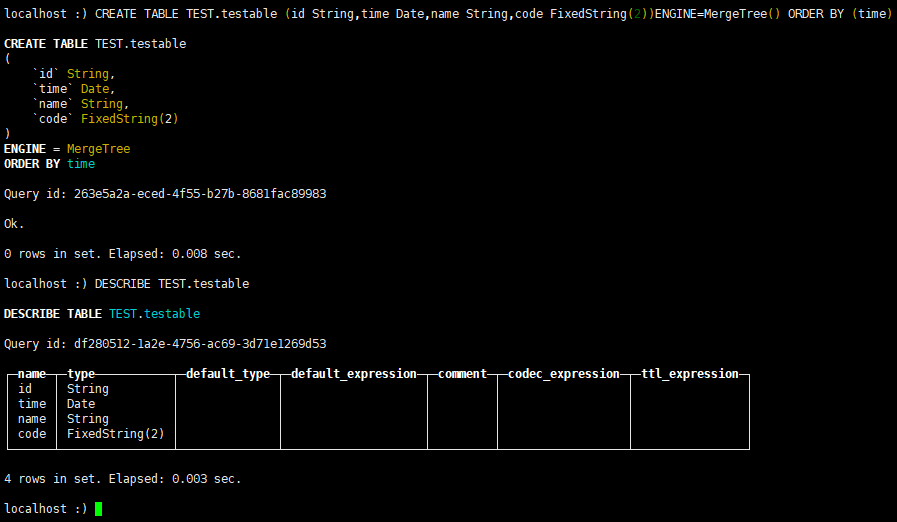 localhost :) CREATE TABLE TEST.testable (id String,time Date,name String,code FixedString(2))ENGINE=MergeTree() ORDER BY (time)
CREATE TABLE TEST.testable
(
    `id` String,
    `time` Date,
    `name` String,
    `code` FixedString(2)
)
ENGINE = MergeTree
ORDER BY time
Query id: 263e5a2a-eced-4f55-b27b-8681fac89983
Ok.
0 rows in set. Elapsed: 0.008 sec.
localhost :) DESCRIBE TEST.testable
DESCRIBE TABLE TEST.testable
Query id: df280512-1a2e-4756-ac69-3d71e1269d53
name type default_type default_expression comment codec_expression ttl_expression
id String
time Date
name String
code FixedString(2)
4 rows in set. Elapsed: 0.003 sec.
localhost :)